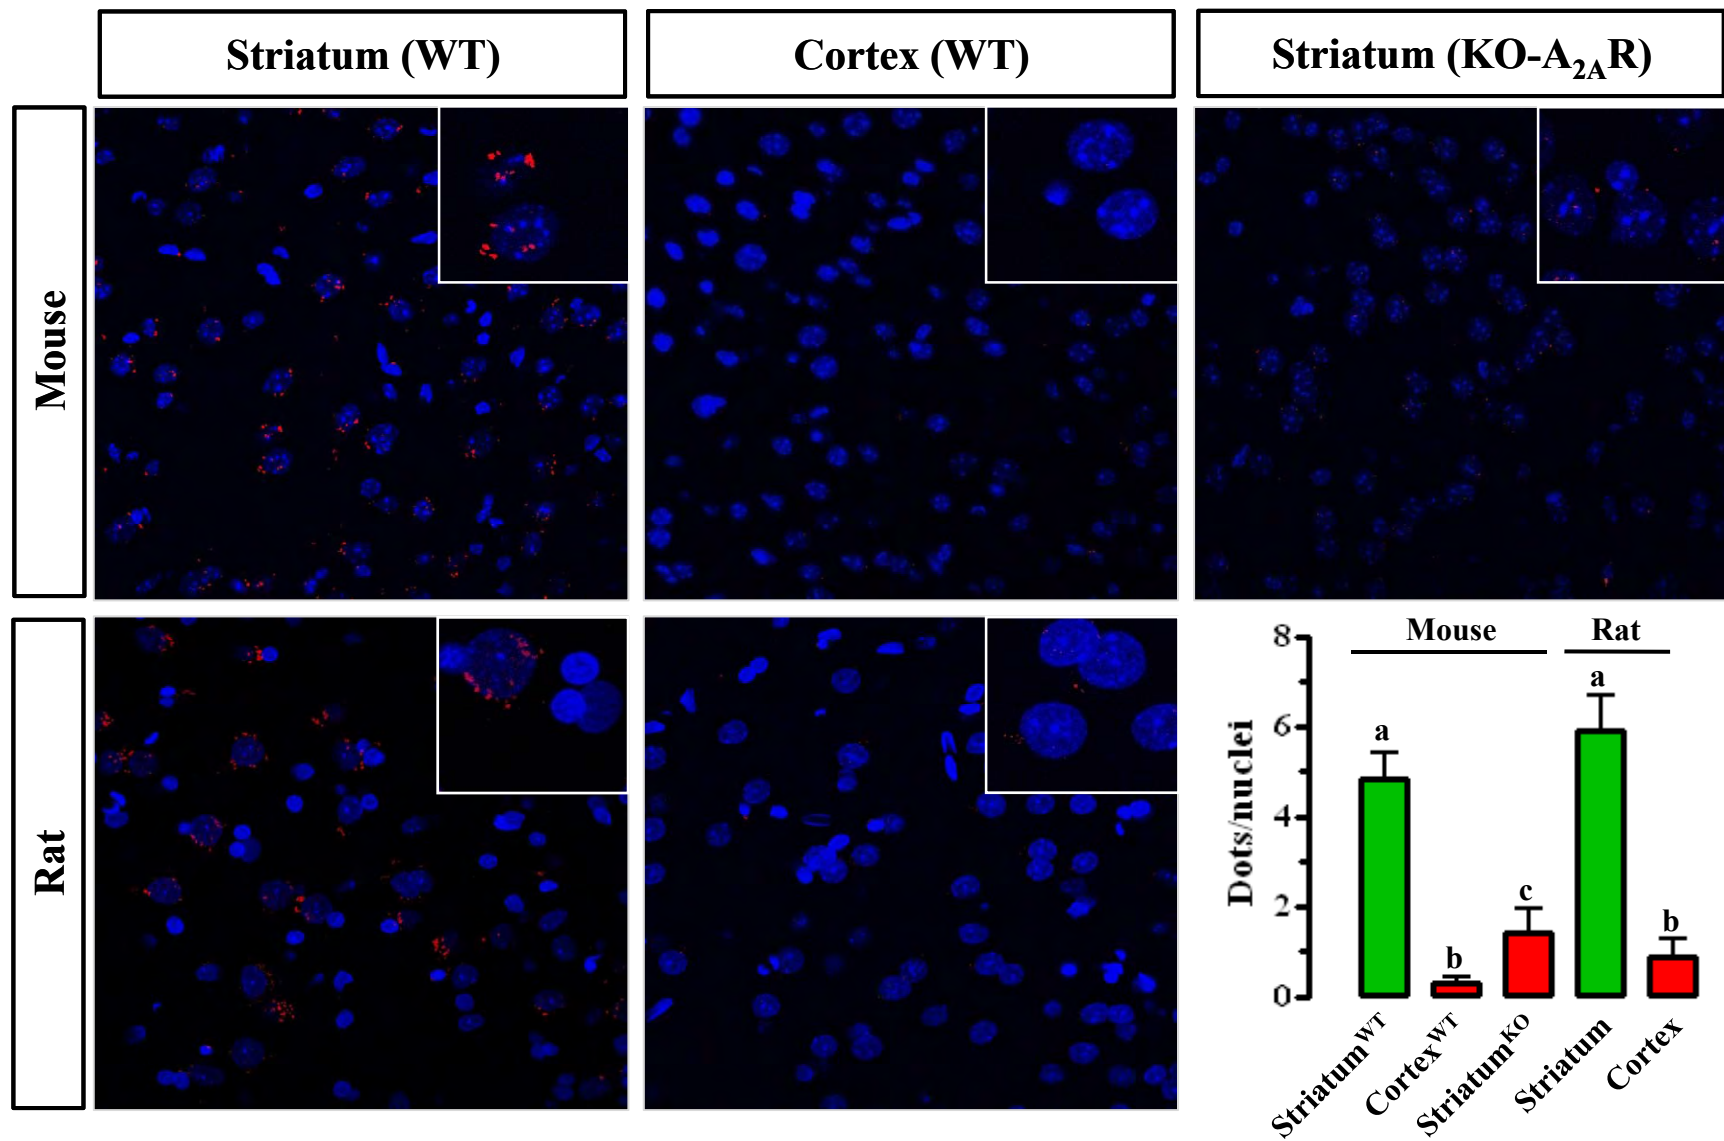 Striatum (WT)
Cortex (WT)
Striatum (KO-A2AR)
Mouse
Rat
Mouse
Rat
8
6
4
2
0
Dots/nuclei
a
b
c
a
b
StriatumWT
CortexWT
StriatumKO
Striatum
Cortex